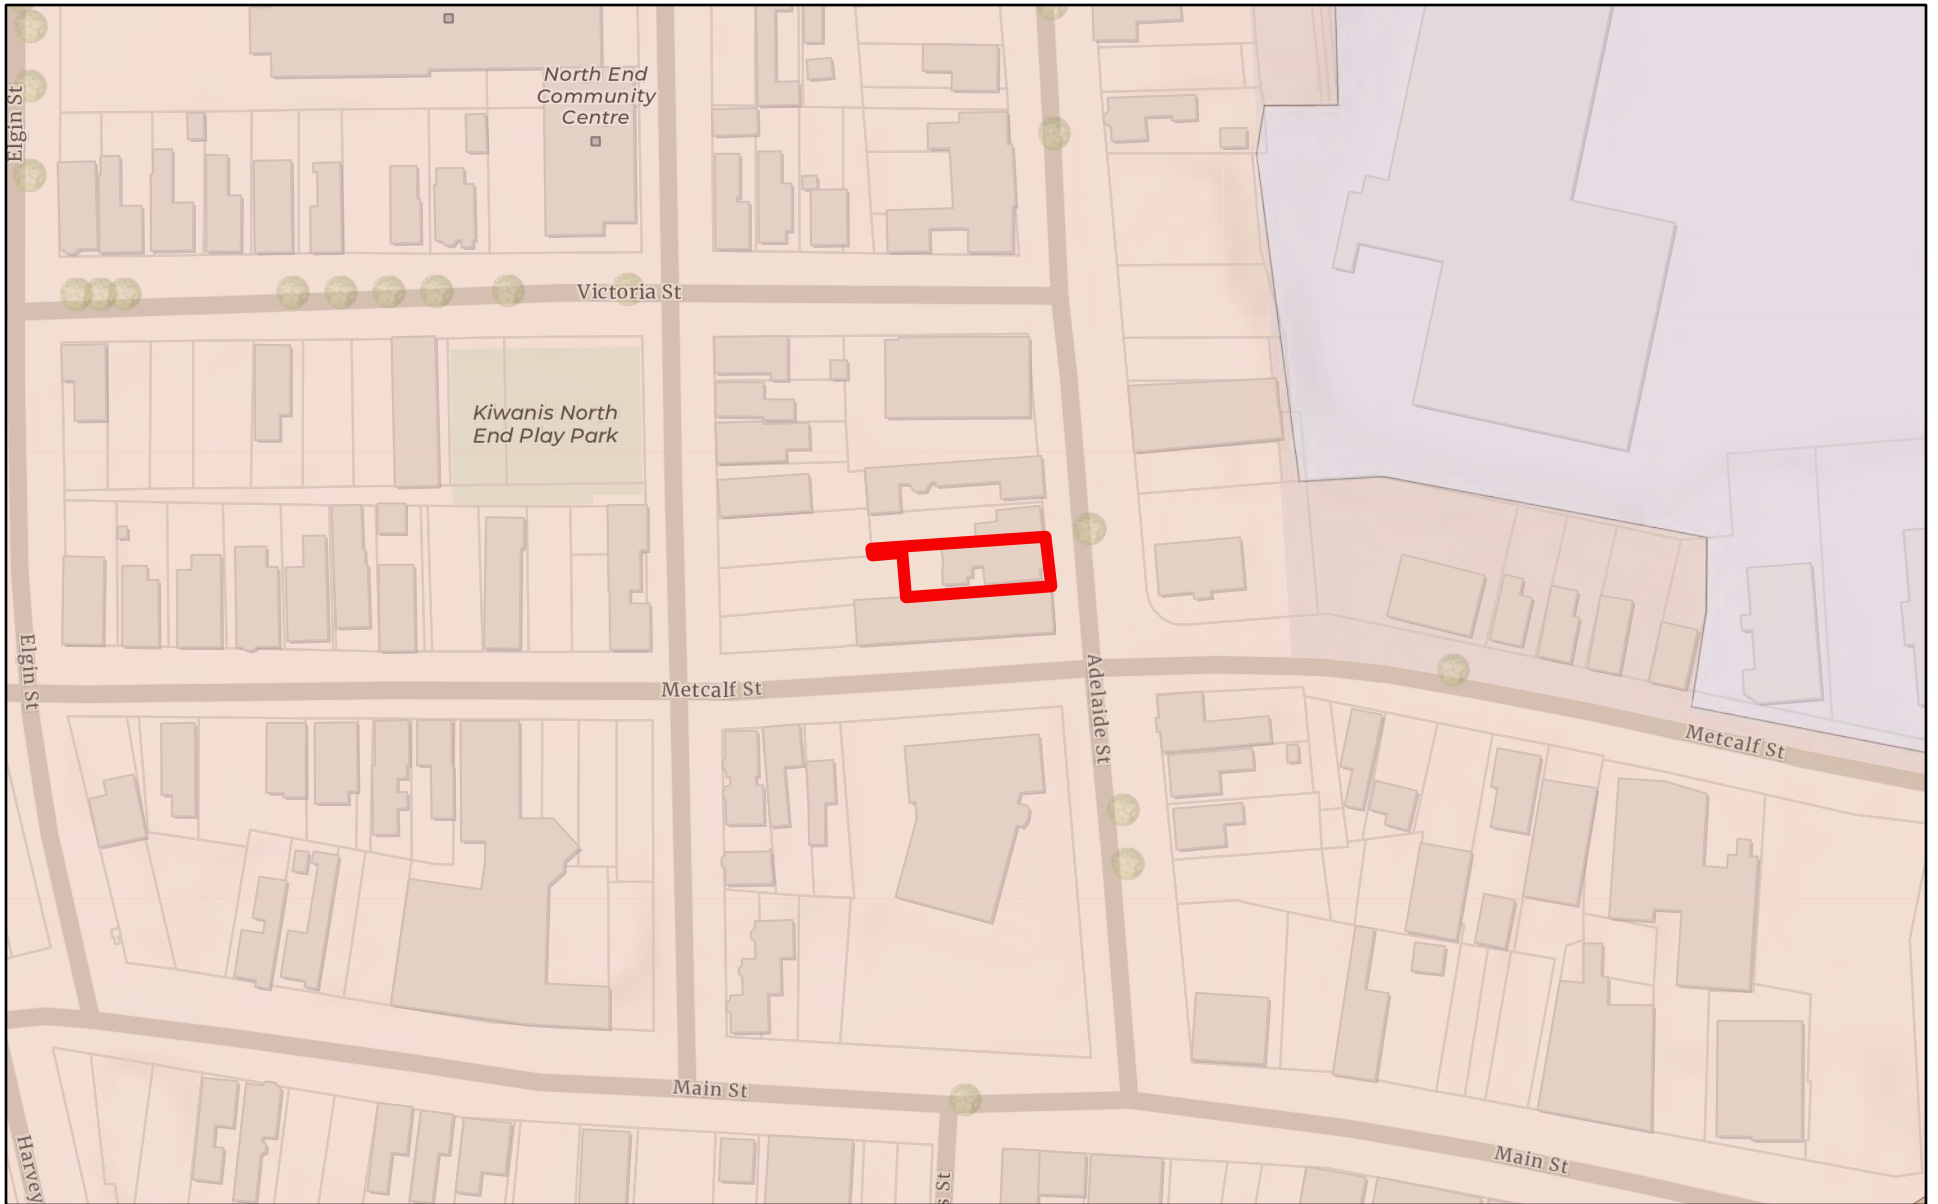 North End
Community
Centre
Elgin St
Victoria St
Kiwanis North
End Play Park
Elgin St
Metcalf St
Adelaide St
Metcalf St
Main St
Main St
Harvey
s St